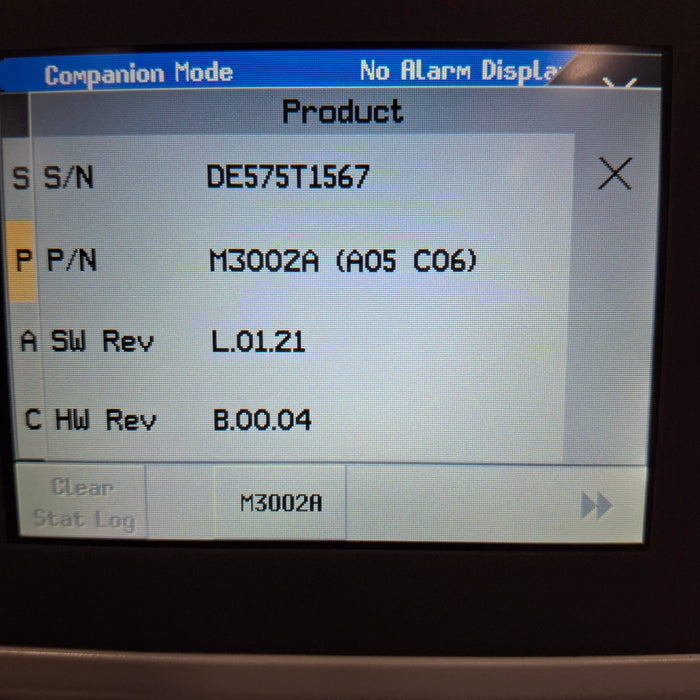 Companion Mode No Alarm Displa
Product
S S/N DE575T1567
P P/N M3002A (A05 C06)
A SW Rev L.01.21
C HW Rev B.00.04
Clear
Stat Log
M3002A